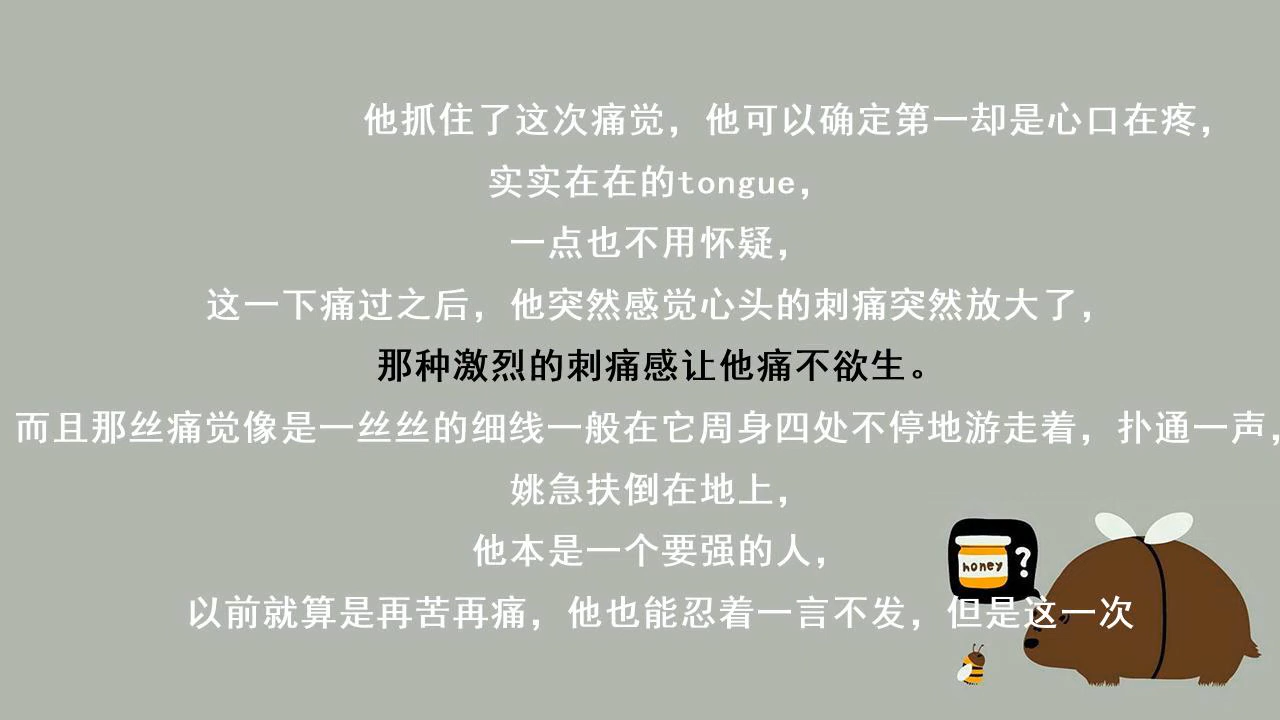 他抓住了这次痛觉，他可以确定第一却是心口在疼，
实实在在的tongue，
一点也不用怀疑，
这一下痛过之后，他突然感觉心头的刺痛突然放大了，
那种激烈的刺痛感让他痛不欲生。
而且那丝痛觉像是一丝丝的细线一般在它周身四处不停地游走着，扑通一声，
姚急扶倒在地上，
他本是一个要强的人，
honey?
以前就算是再苦再痛，他也能忍着一言不发，但是这一次